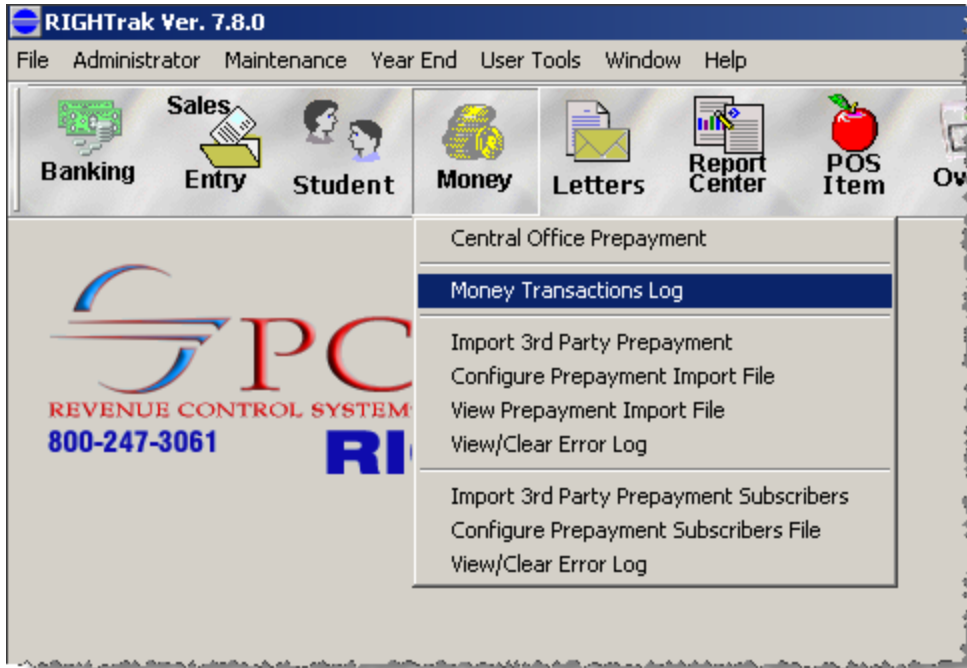 RIGHTrak Ver. 7.8.0
File Administrator Maintenance Year End User Tools Window Help
Banking
Sales Entry
Student
Money
Letters
Report Center
POS Item
Central Office Prepayment
Money Transactions Log
Import 3rd Party Prepayment
Configure Prepayment Import File
View Prepayment Import File
View/Clear Error Log
Import 3rd Party Prepayment Subscribers
Configure Prepayment Subscribers File
View/Clear Error Log
PC
REVENUE CONTROL SYSTEM
800-247-3061